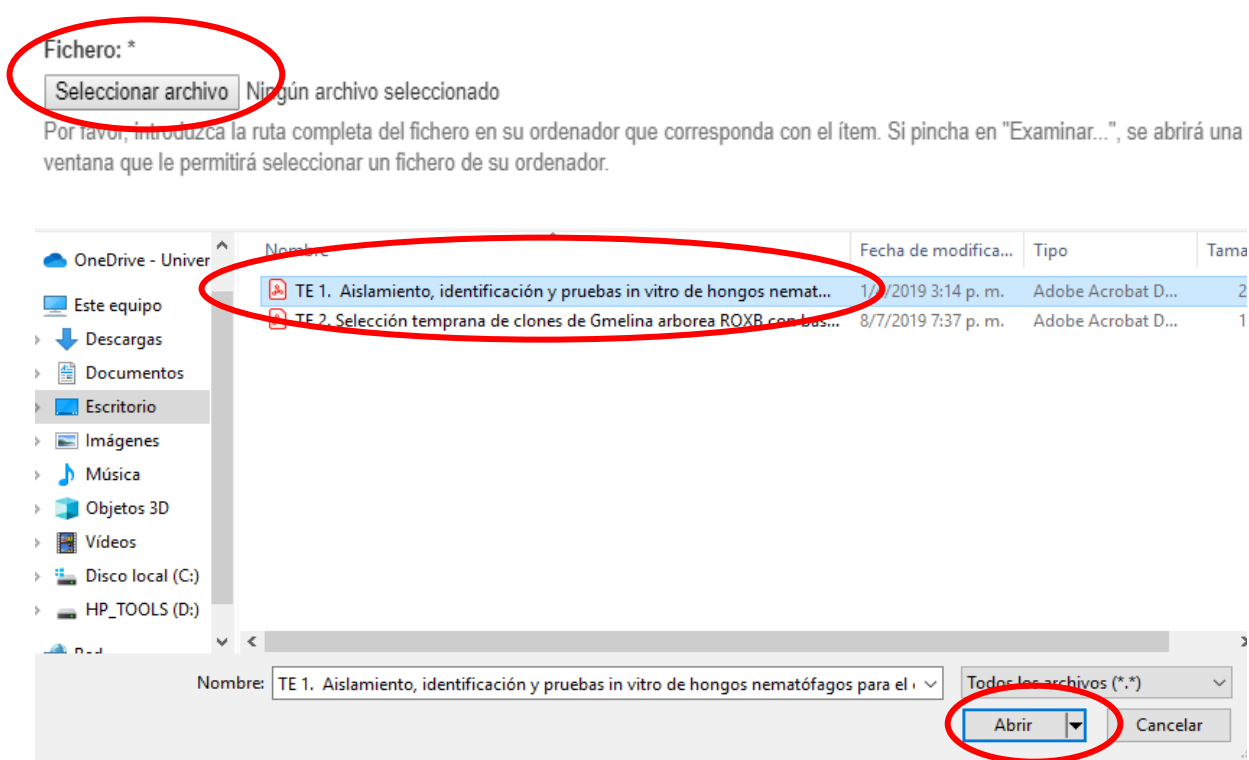 Fichero: *
Seleccionar archivo Ningún archivo seleccionado
Por favor, introduzca la ruta completa del fichero en su ordenador que corresponda con el ítem. Si pincha en "Examinar...", se abrirá una
ventana que le permitirá seleccionar un fichero de su ordenador.
OneDrive - Univer
Este equipo
Descargas
Documentos
Escritorio
Imágenes
Música
Objetos 3D
Vídeos
Disco local (C:)
HP_TOOLS (D:)
Nombre Fecha de modifica... Tipo Tama
TE 1. Aislamiento, identificación y pruebas in vitro de hongos nemat... 3:14 p. m. Adobe Acrobat D... 2
TE 2. Selección temprana de clones de Gmelina arborea ROXB con bas... 8/7/2019 7:37 p. m. Adobe Acrobat D... 1
Nombre: TE 1. Aislamiento, identificación y pruebas in vitro de hongos nematófagos para el Todos los archivos (*.*)
Abrir Cancelar